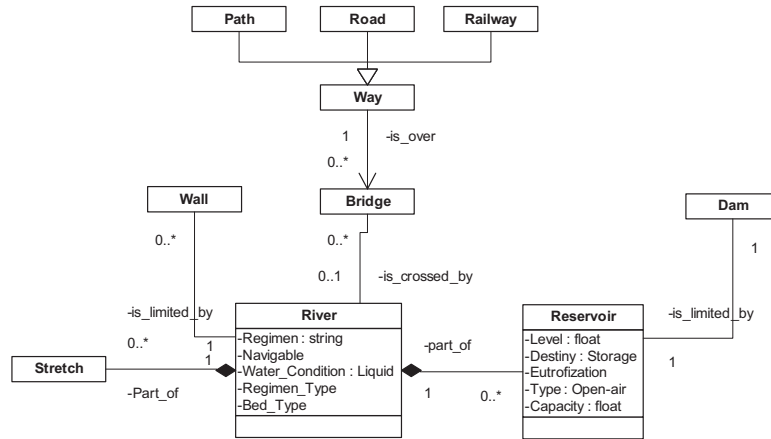 Path
Road
Railway
Way
1
-is_over
0..*
Wall
Bridge
Dam
0..*
0..*
1
0..1
-is_crossed_by
-is_limited_by
River
Reservoir
-is_limited_by
-Regimen : string
-Navigable
-Water_Condition : Liquid
-Regimen_Type
-Bed_Type
-Level : float
-Destiny : Storage
-Eutrofization
-Type : Open-air
-Capacity : float
0..*
1
1
-part_of
1
Stretch
-Part_of
1
0..*